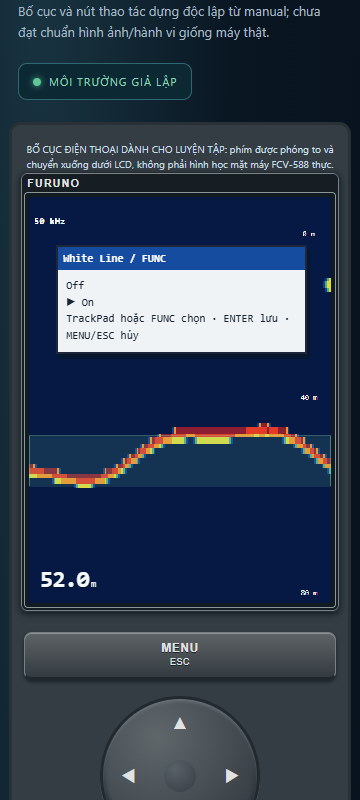 Bố cục và nút thao tác dựng độc lập từ manual; chưa
đạt chuẩn hình ảnh/hành vi giống máy thật.
MÔI TRƯỜNG GIẢ LẬP
BỐ CỤC ĐIỆN THOẠI DÀNH CHO LUYỆN TẬP: phím được phóng to và
chuyển xuống dưới LCD, không phải hình học mặt máy FCV-588 thực.
FURUNO
50 kHz
0 m
White Line / FUNC
Off
▶ On
TrackPad hoặc FUNC chọn · ENTER lưu ·
MENU/ESC hủy
40 m
52.0m
80 m
MENU
ESC
▲
◀ ▶